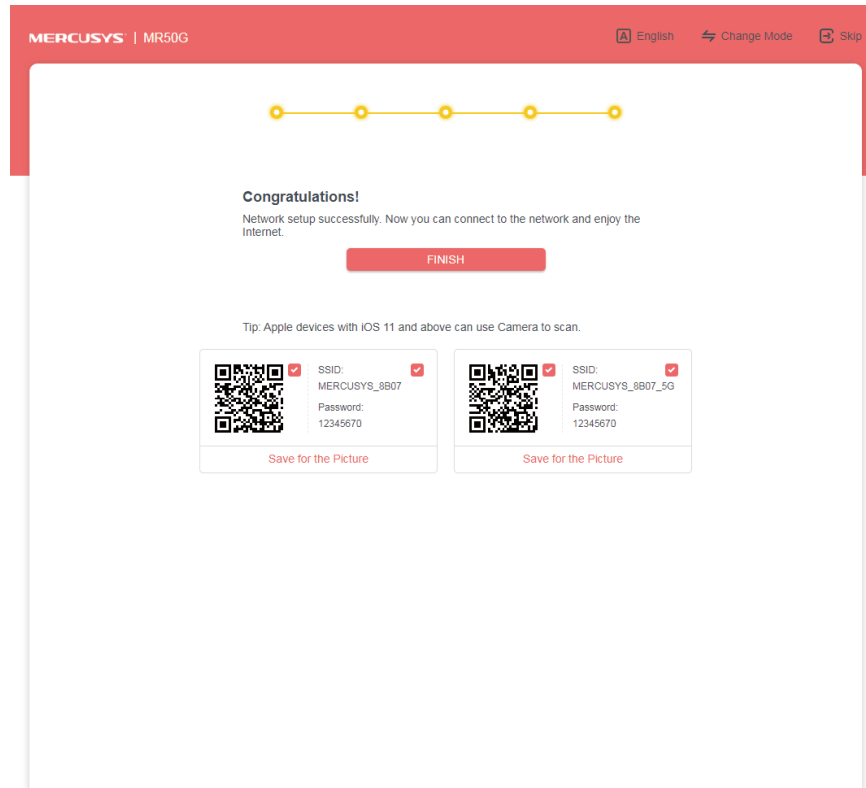 MERCUSYS | MR50G
English
Change Mode
Skip
Congratulations!
Network setup successfully. Now you can connect to the network and enjoy the
Internet.
FINISH
Tip: Apple devices with iOS 11 and above can use Camera to scan.
SSID:
MERCUSYS_8B07
Password:
12345670
Save for the Picture
SSID:
MERCUSYS_8B07_5G
Password:
12345670
Save for the Picture